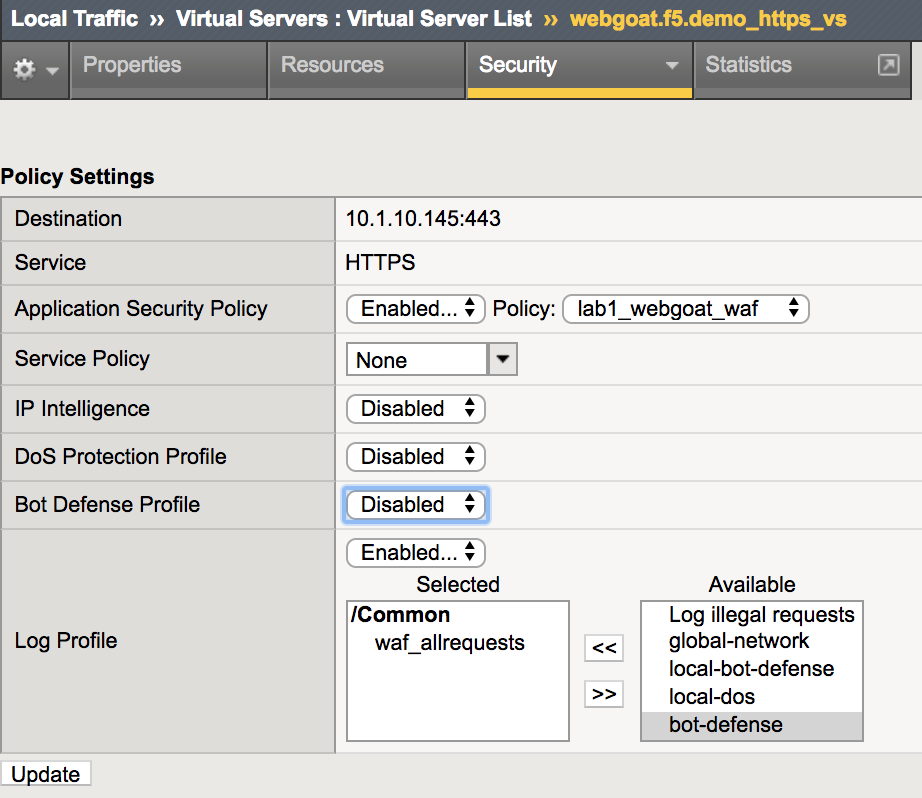 Local Traffic ›› Virtual Servers : Virtual Server List ›› webgoat.f5.demo_https_vs
Properties Resources Security Statistics
Policy Settings
Destination 10.1.10.145:443
Service HTTPS
Application Security Policy Enabled... Policy: lab1_webgoat_waf
Service Policy None
IP Intelligence Disabled
DoS Protection Profile Disabled
Bot Defense Profile Disabled
Log Profile Enabled...
Selected Available
/Common
waf_allrequests
<<
>>
Log illegal requests
global-network
local-bot-defense
local-dos
bot-defense
Update